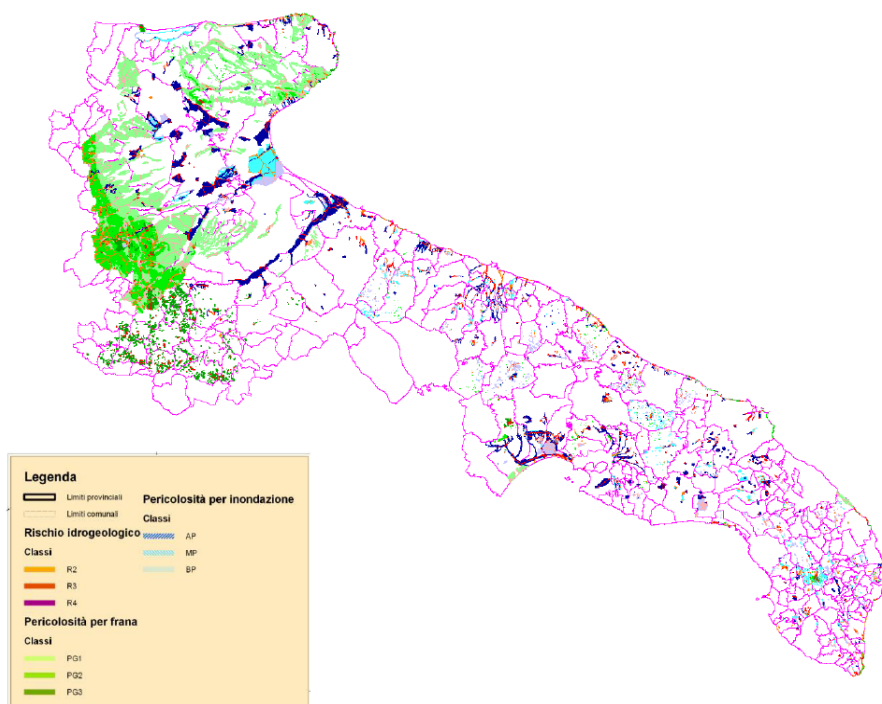 Legenda
Limiti provinciali
Limiti comunali
Rischio idrogeologico
Classi
R2
R3
R4
Pericolosità per frana
Classi
PG1
PG2
PG3
Pericolosità per inondazione
Classi
AP
MP
BP